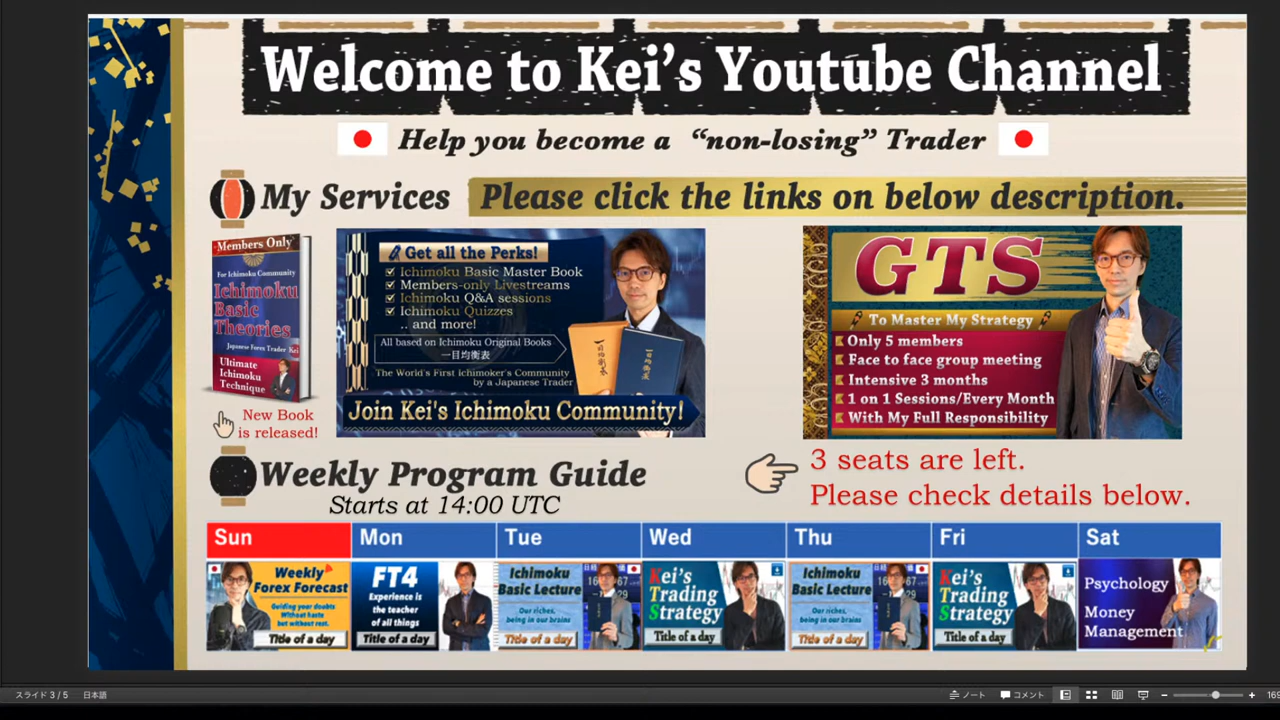 Welcome to Kei's Youtube Channel
Help you become a "non-losing" Trader
My Services
Please click the links on below description.
Members Only
For Ichimoku Community
Ichimoku
Basic
Theories
Japanese Forex Trader Kei
Ultimate
Ichimoku
Technique
New Book
is released!
Get all the Perks!
Ichimoku Basic Master Book
Members-only Livestreams
Ichimoku Q&A sessions
Ichimoku Quizzes
.. and more!
All based on Ichimoku Original Books
一目均衡表
The World's First Ichimoker's Community
by a Japanese Trader
Join Kei's Ichimoku Community!
GTS
To Master My Strategy
Only 5 members
Face to face group meeting
Intensive 3 months
1 on 1 Sessions/Every Month
With My Full Responsibility
3 seats are left.
Please check details below.
Weekly Program Guide
Starts at 14:00 UTC
Sun Mon Tue Wed Thu Fri Sat
Weekly
Forex Forecast
Guiding your doubts
Without haste
but without rest.
Title of a day
FT4
Experience is
the teacher
of all things
Title of a day
Ichimoku
Basic Lecture
Our riches,
being in our brains
Title of a day
Kei's
Trading
Strategy
Title of a day
Ichimoku
Basic Lecture
Our riches,
being in our brains
Title of a day
Kei's
Trading
Strategy
Title of a day
Psychology
Money
Management
スライド 3 / 5 日本語 ノート コメント